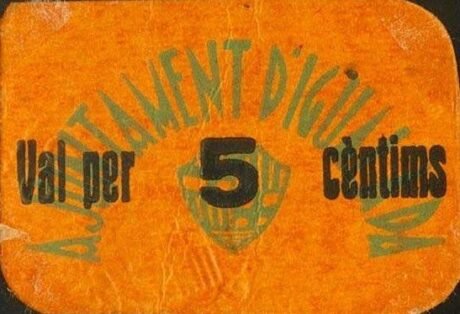 AJUNTAMENT D'IGUALADA
Val per 5 cèntims